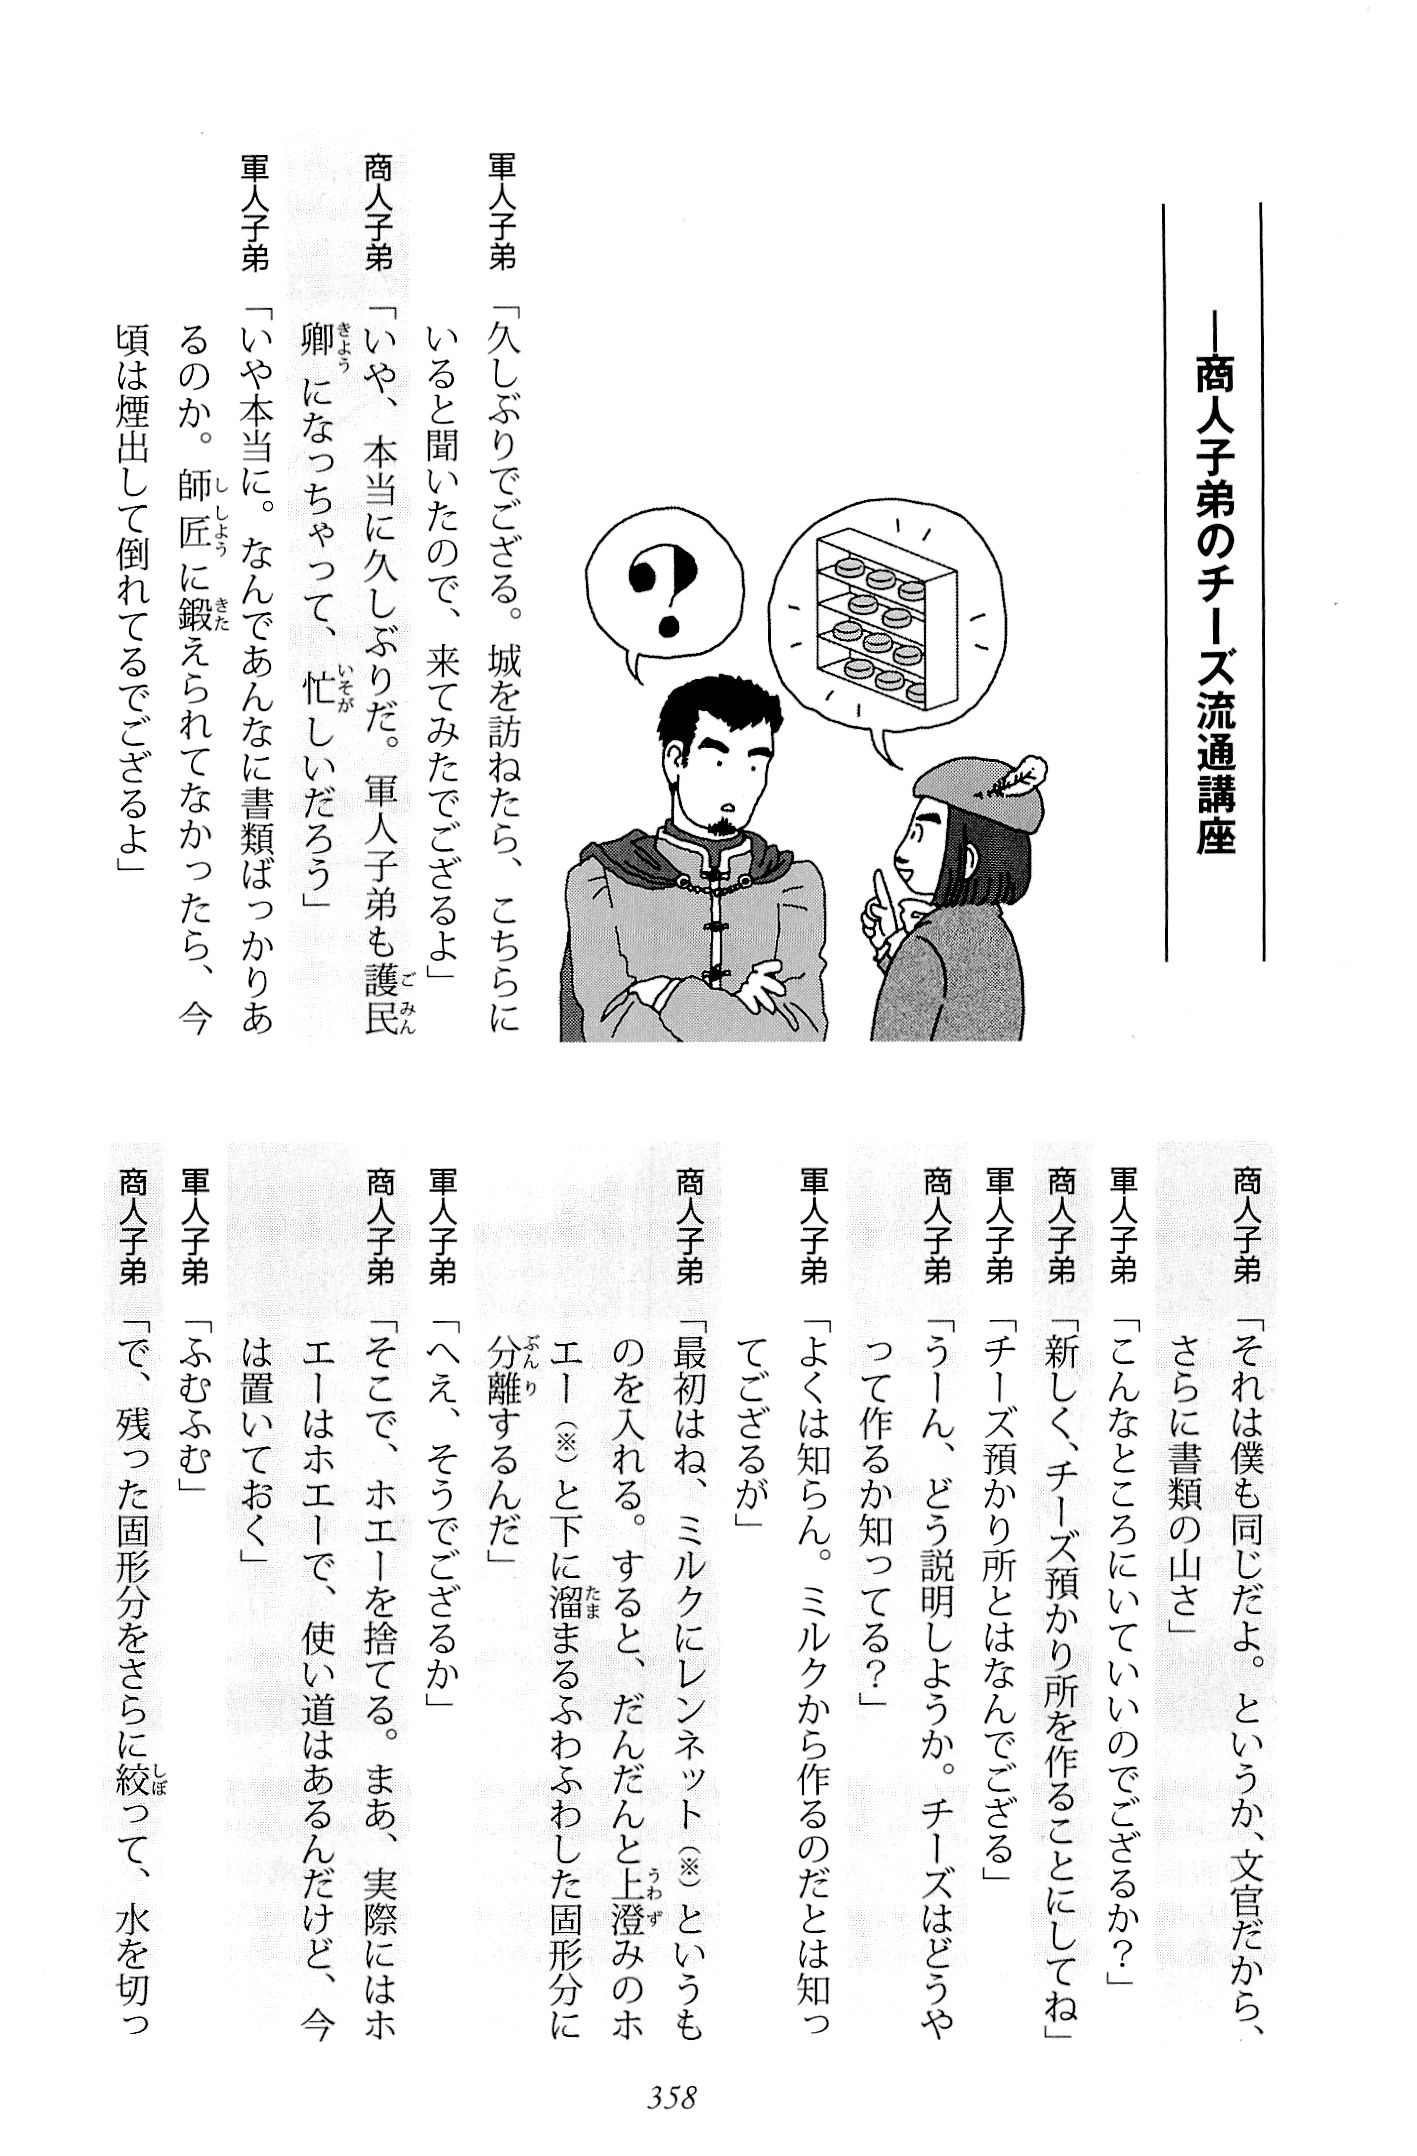 ―商人子弟のチーズ流通講座
軍人子弟「久しぶりでござる。城を訪ねたら、こちらに
いると聞いたので、来てみたでござるよ」
商人子弟「いや、本当に久しぶりだ。軍人子弟も護民
卿になっちゃって、忙しいだろう」
軍人子弟「いや本当に。なんであんなに書類ばっかりあ
るのか。師匠に鍛えられてなかったら、今
頃は煙出して倒れてるでござるよ」
商人子弟「それは僕も同じだよ。というか、文官だから、
さらに書類の山さ」
軍人子弟「こんなところにいていいのでござるか?」
商人子弟「新しく、チーズ預かり所を作ることにしてね」
軍人子弟「チーズ預かり所とはなんでござる」
商人子弟「うーん、どう説明しようか。チーズはどうや
って作るか知ってる?」
軍人子弟「よくは知らん。ミルクから作るのだとは知っ
てござるが」
商人子弟「最初はね、ミルクにレンネット(※)というも
のを入れる。すると、だんだんと上澄みのホ
エー(※)と下に溜まるふわふわした固形分に
分離するんだ」
軍人子弟「へえ、そうでござるか」
商人子弟「そこで、ホエーを捨てる。まあ、実際にはホ
エーはホエーで、使い道はあるんだけど、今
は置いておく」
軍人子弟「ふむふむ」
商人子弟「で、残った固形分をさらに絞って、水を切っ
358